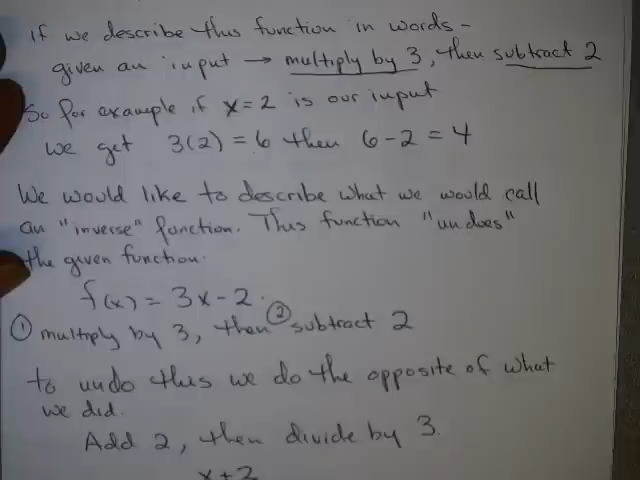 if we describe this function in words -
given an input → multiply by 3, then subtract 2
So for example if x = 2 is our input
we get 3(2) = 6 then 6 - 2 = 4
We would like to describe what we would call
an "inverse" function. This function "undoes"
the given function.
f(x) = 3x - 2.
① multiply by 3, then ② subtract 2
to undo this we do the opposite of what
we did.
Add 2, then divide by 3.
x + 2